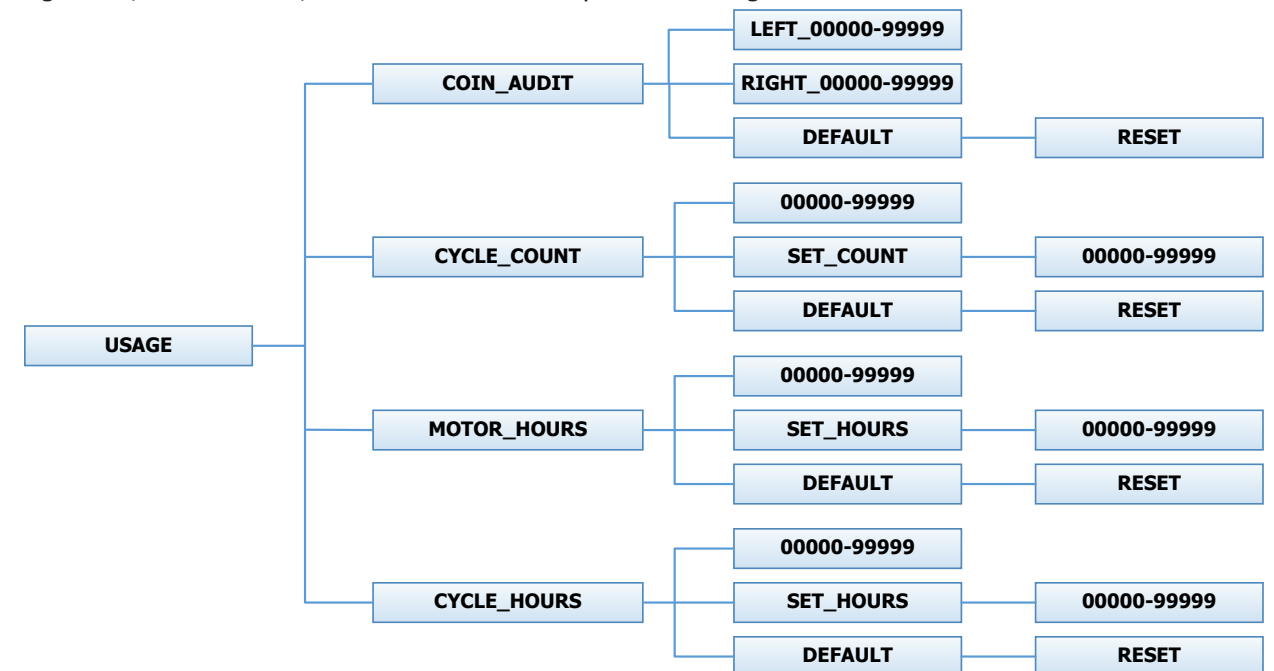 LEFT_00000-99999
COIN_AUDIT
RIGHT_00000-99999
DEFAULT
RESET
00000-99999
CYCLE_COUNT
SET_COUNT
00000-99999
DEFAULT
RESET
USAGE
00000-99999
MOTOR_HOURS
SET_HOURS
00000-99999
DEFAULT
RESET
00000-99999
CYCLE_HOURS
SET_HOURS
00000-99999
DEFAULT
RESET